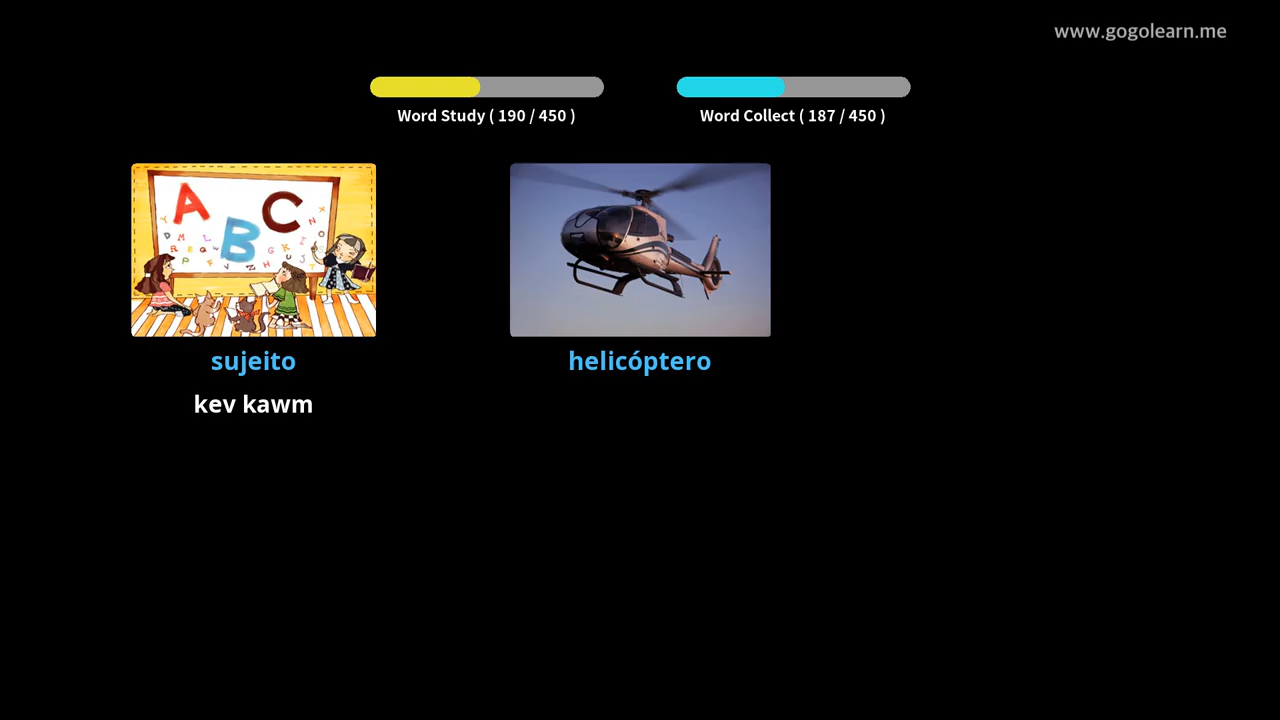 www.gogolearn.me
Word Study ( 190 / 450 )
Word Collect ( 187 / 450 )
A B C
sujeito
helicóptero
kev kawm